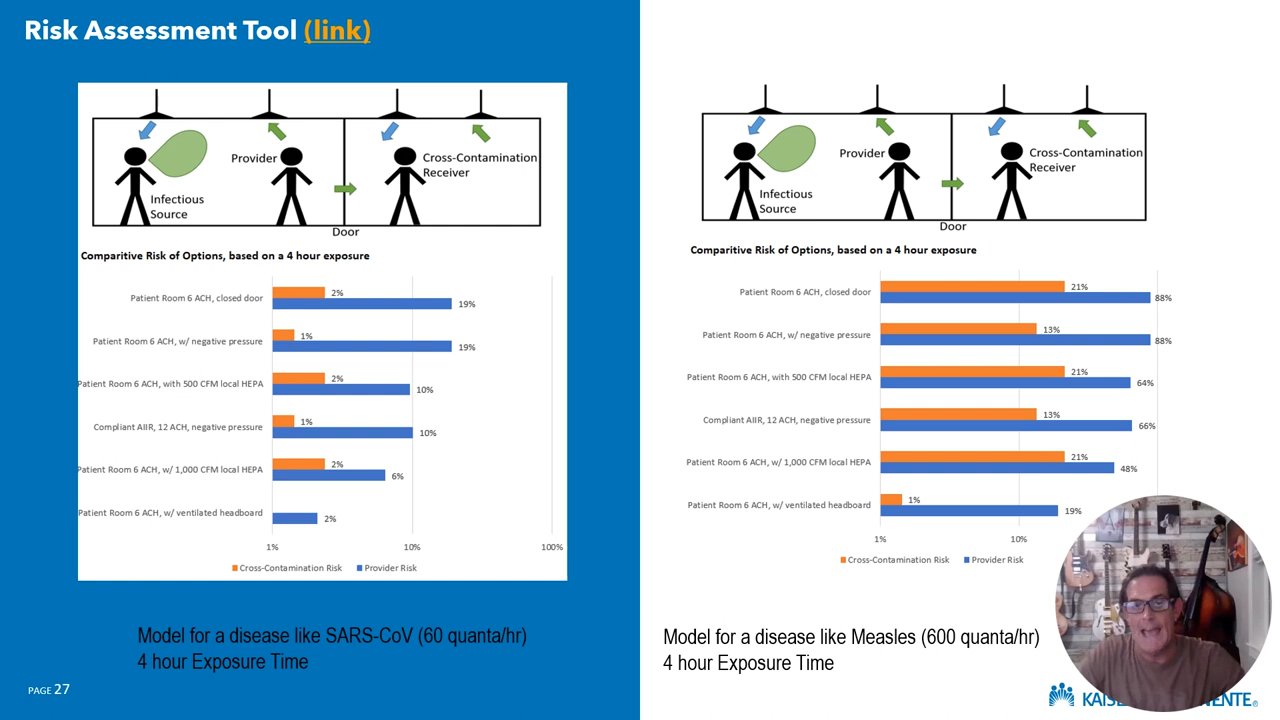 Risk Assessment Tool (link)
Provider
Cross-Contamination
Receiver
Infectious
Source
Door
Comparitive Risk of Options, based on a 4 hour exposure
Patient Room 6 ACH, closed door
2%
19%
Patient Room 6 ACH, w/ negative pressure
1%
19%
Patient Room 6 ACH, with 500 CFM local HEPA
2%
10%
Compliant AIIR, 12 ACH, negative pressure
1%
10%
Patient Room 6 ACH, w/ 1,000 CFM local HEPA
2%
6%
Patient Room 6 ACH, w/ ventilated headboard
2%
1% 10% 100%
Cross-Contamination Risk Provider Risk
Model for a disease like SARS-CoV (60 quanta/hr)
4 hour Exposure Time
PAGE 27
Provider
Cross-Contamination
Receiver
Infectious
Source
Door
Comparitive Risk of Options, based on a 4 hour exposure
Patient Room 6 ACH, closed door
21%
88%
Patient Room 6 ACH, w/ negative pressure
13%
88%
Patient Room 6 ACH, with 500 CFM local HEPA
21%
64%
Compliant AIIR, 12 ACH, negative pressure
13%
66%
Patient Room 6 ACH, w/ 1,000 CFM local HEPA
21%
48%
Patient Room 6 ACH, w/ ventilated headboard
1%
19%
1% 10%
Cross-Contamination Risk Provider Risk
Model for a disease like Measles (600 quanta/hr)
4 hour Exposure Time